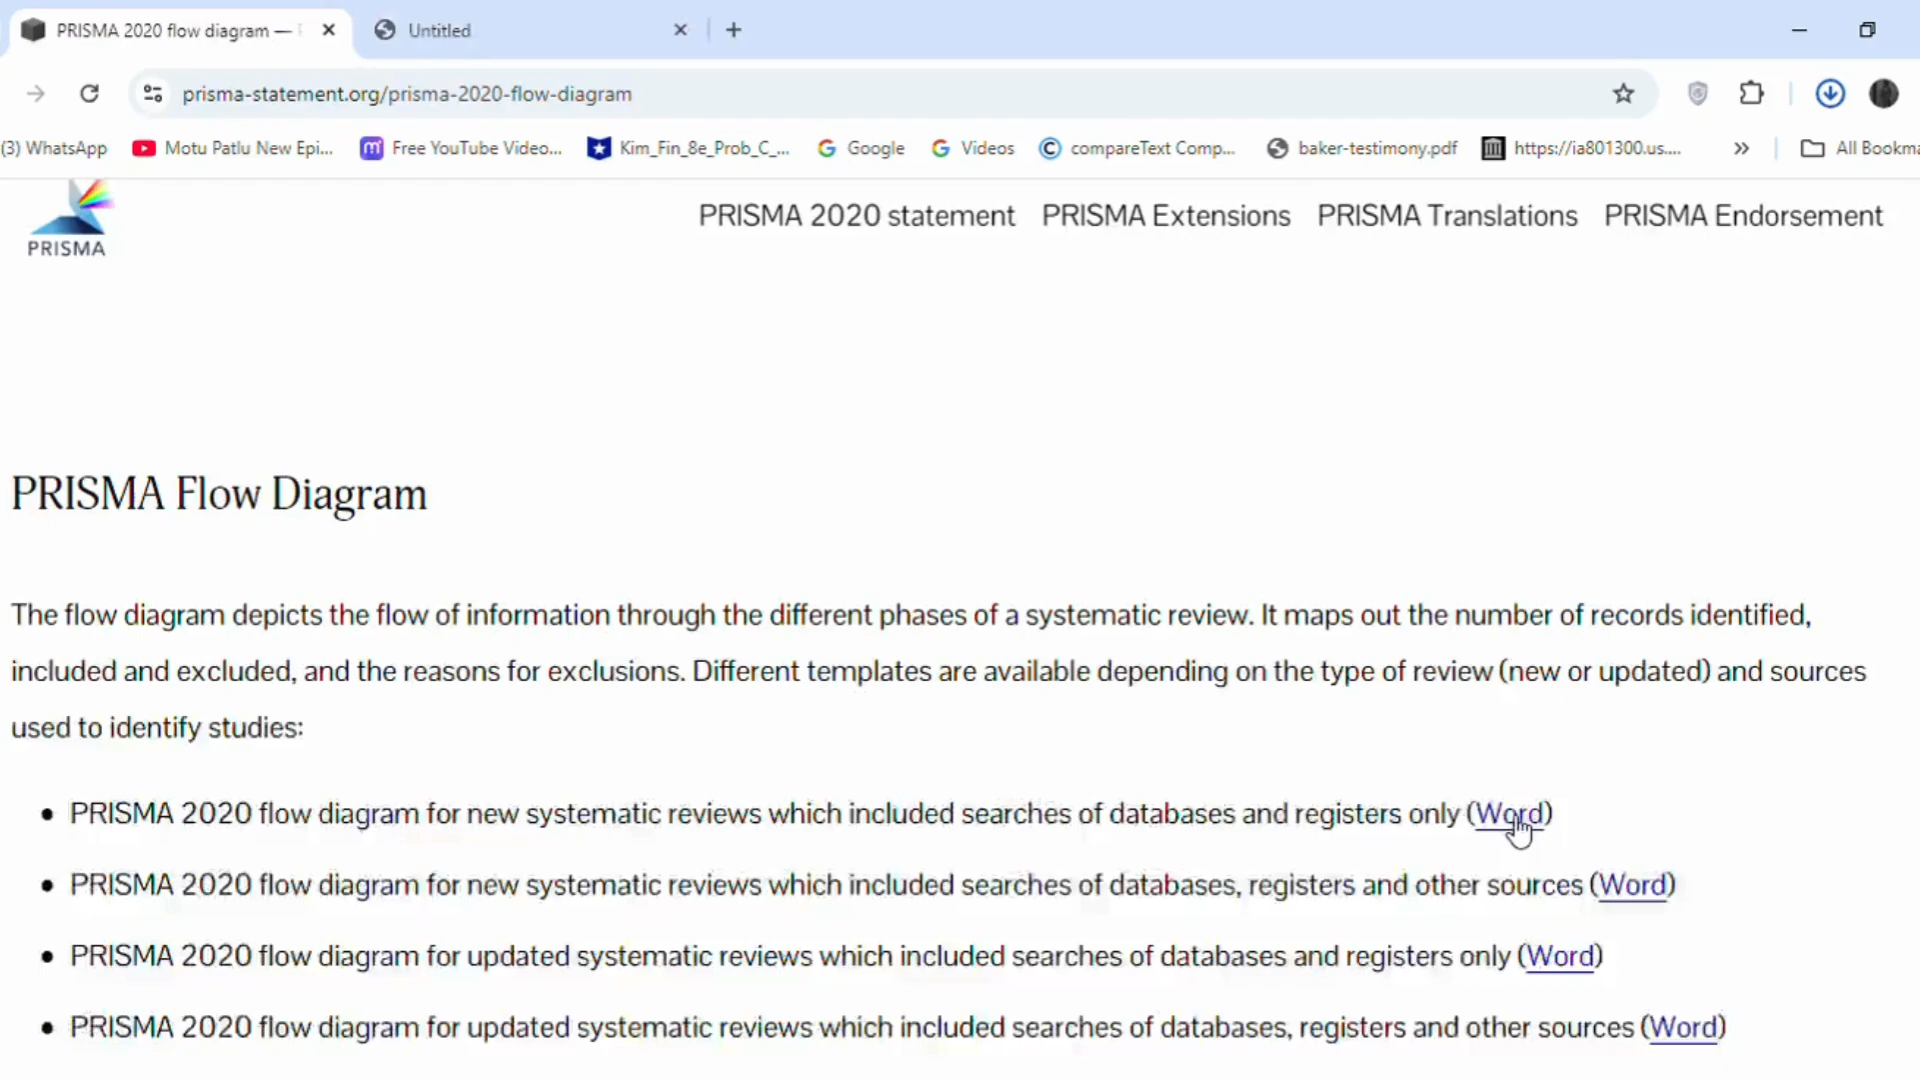 PRISMA 2020 flow diagram —
Untitled
prisma-statement.org/prisma-2020-flow-diagram
(3) WhatsApp
Motu Patlu New Epi...
Free YouTube Video...
Kim_Fin_8e_Prob_C_...
Google
Videos
compareText Comp...
baker-testimony.pdf
https://ia801300.us....
All Bookma
PRISMA
PRISMA 2020 statement
PRISMA Extensions
PRISMA Translations
PRISMA Endorsement
PRISMA Flow Diagram
The flow diagram depicts the flow of information through the different phases of a systematic review. It maps out the number of records identified,
included and excluded, and the reasons for exclusions. Different templates are available depending on the type of review (new or updated) and sources
used to identify studies:
• PRISMA 2020 flow diagram for new systematic reviews which included searches of databases and registers only (Word)
• PRISMA 2020 flow diagram for new systematic reviews which included searches of databases, registers and other sources (Word)
• PRISMA 2020 flow diagram for updated systematic reviews which included searches of databases and registers only (Word)
• PRISMA 2020 flow diagram for updated systematic reviews which included searches of databases, registers and other sources (Word)